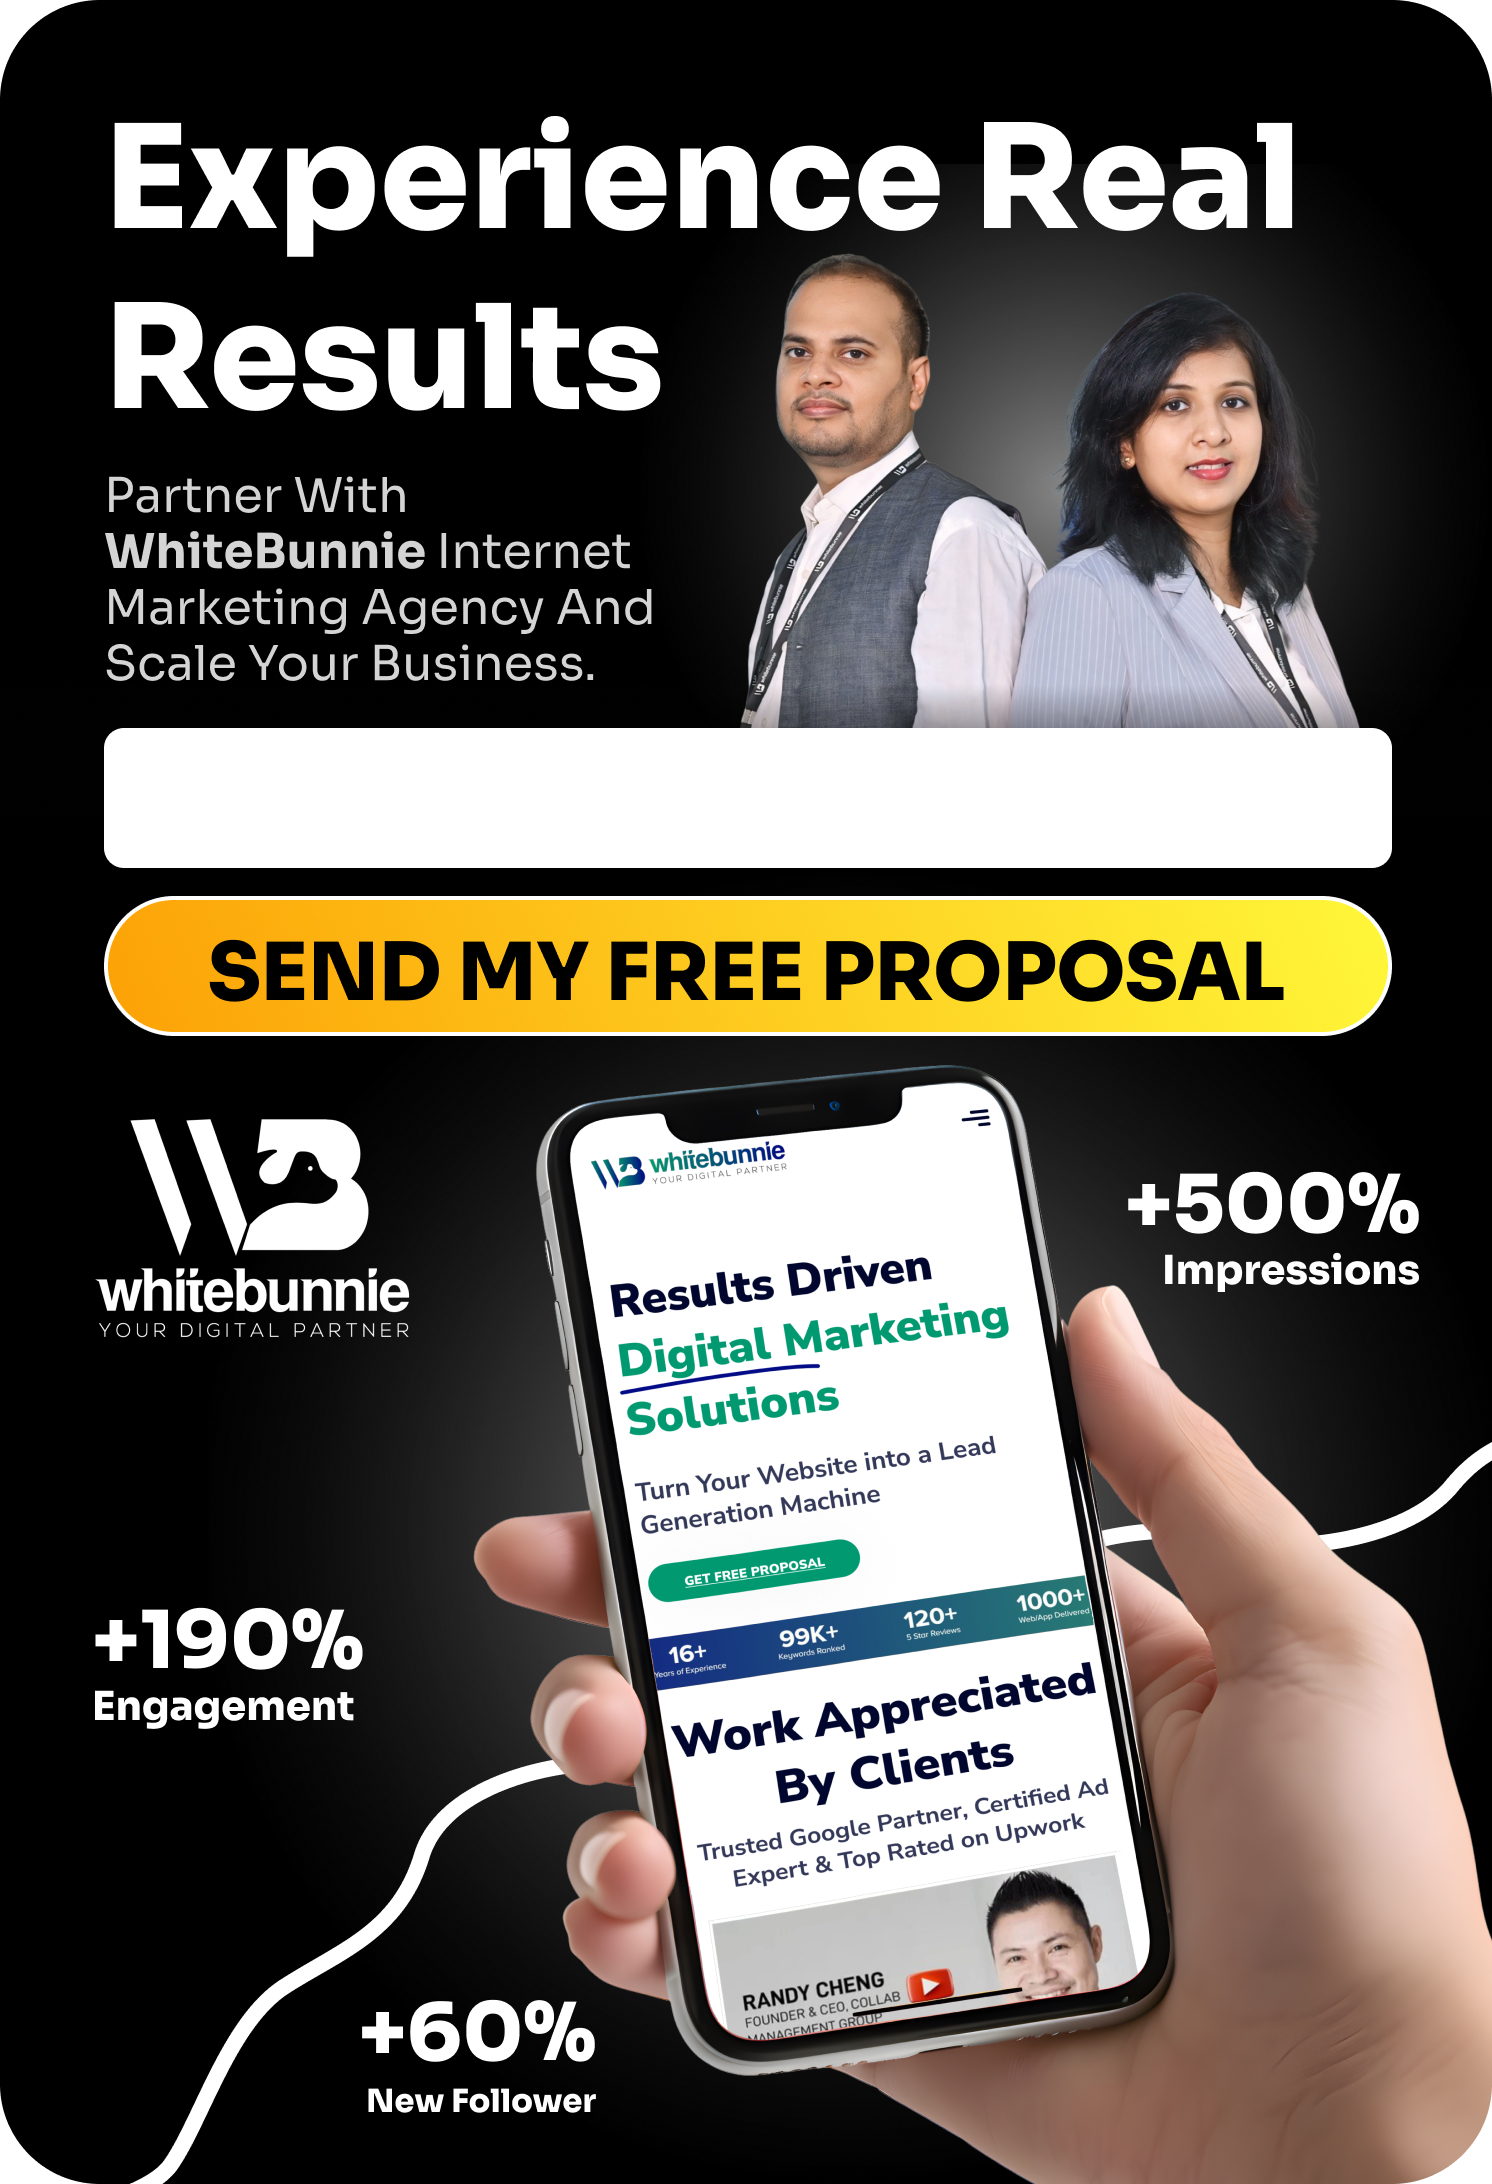 Experience Real
Results
Partner With
WhiteBunnie Internet
Marketing Agency And
Scale Your Business.
SEND MY FREE PROPOSAL
WB
whitebunnie
YOUR DIGITAL PARTNER
+500%
Impressions
+190%
Engagement
+60%
New Follower
WB whitebunnie
YOUR DIGITAL PARTNER
Results Driven
Digital Marketing
Solutions
Turn Your Website into a Lead
Generation Machine
GET FREE PROPOSAL
16+
Years of Experience
99K+
Keywords Ranked
120+
5 Star Reviews
1000+
Web/App Delivered
Work Appreciated
By Clients
Trusted Google Partner, Certified Ad
Expert & Top Rated on Upwork
RANDY CHENG
FOUNDER & CEO, COLLAB
MANAGEMENT GROUP